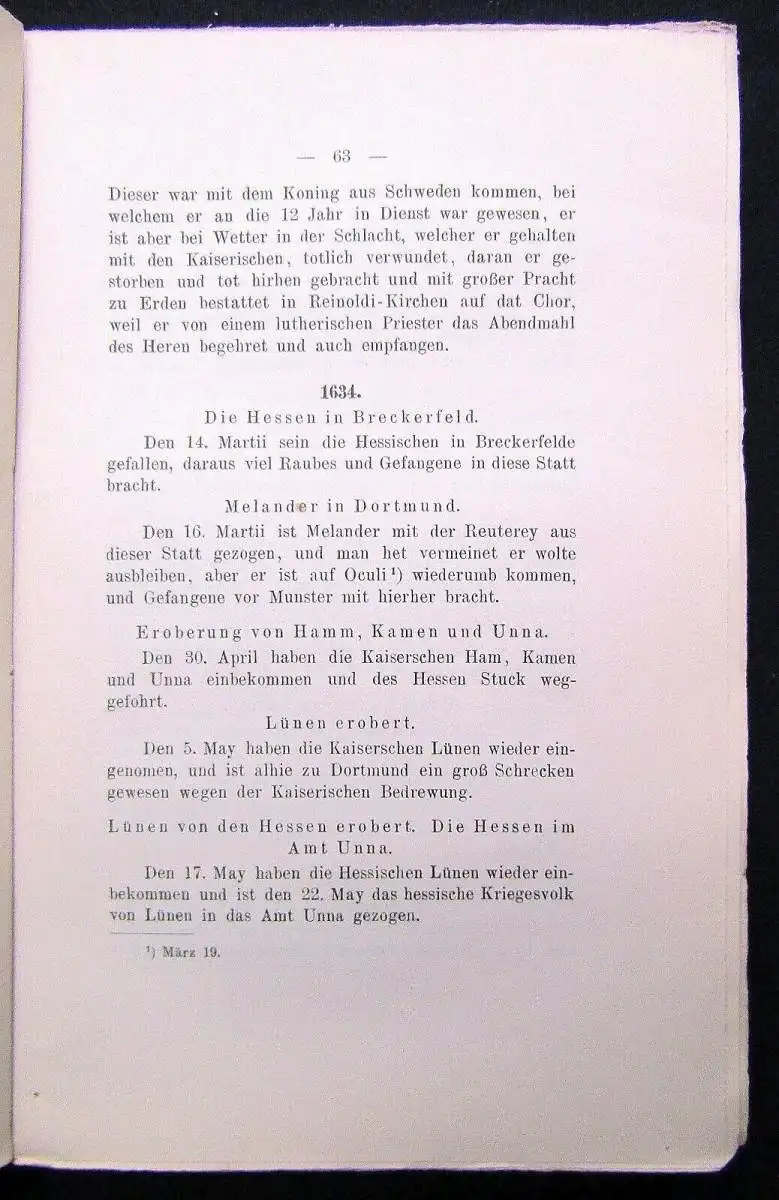 — 63 —
Dieser war mit dem Koning aus Schweden kommen, bei
welchem er an die 12 Jahr in Dienst war gewesen, er
ist aber bei Wetter in der Schlacht, welcher er gehalten
mit den Kaiserischen, totlich verwundet, daran er ge-
storben und tot hirhen gebracht und mit großer Pracht
zu Erden bestattet in Reinoldi-Kirchen auf dat Chor,
weil er von einem lutherischen Priester das Abendmahl
des Heren begehret und auch empfangen.
1634.
Die Hessen in Breckerfeld.
Den 14. Martii sein die Hessischen in Breckerfelde
gefallen, daraus viel Raubes und Gefangene in diese Statt
bracht.
Melander in Dortmund.
Den 16. Martii ist Melander mit der Reuterey aus
dieser Statt gezogen, und man het vermeinet er wolte
ausbleiben, aber er ist auf Oculi¹) wiederumb kommen,
und Gefangene vor Munster mit hierher bracht.
Eroberung von Hamm, Kamen und Unna.
Den 30. April haben die Kaiserschen Ham, Kamen
und Unna einbekommen und des Hessen Stuck weg-
gefohrt.
Lünen erobert.
Den 5. May haben die Kaiserschen Lünen wieder ein-
genomen, und ist alhie zu Dortmund ein groß Schrecken
gewesen wegen der Kaiserischen Bedrewung.
Lünen von den Hessen erobert. Die Hessen im
Amt Unna.
Den 17. May haben die Hessischen Lünen wieder ein-
bekommen und ist den 22. May das hessische Kriegesvolk
von Lünen in das Amt Unna gezogen.
¹) März 19.